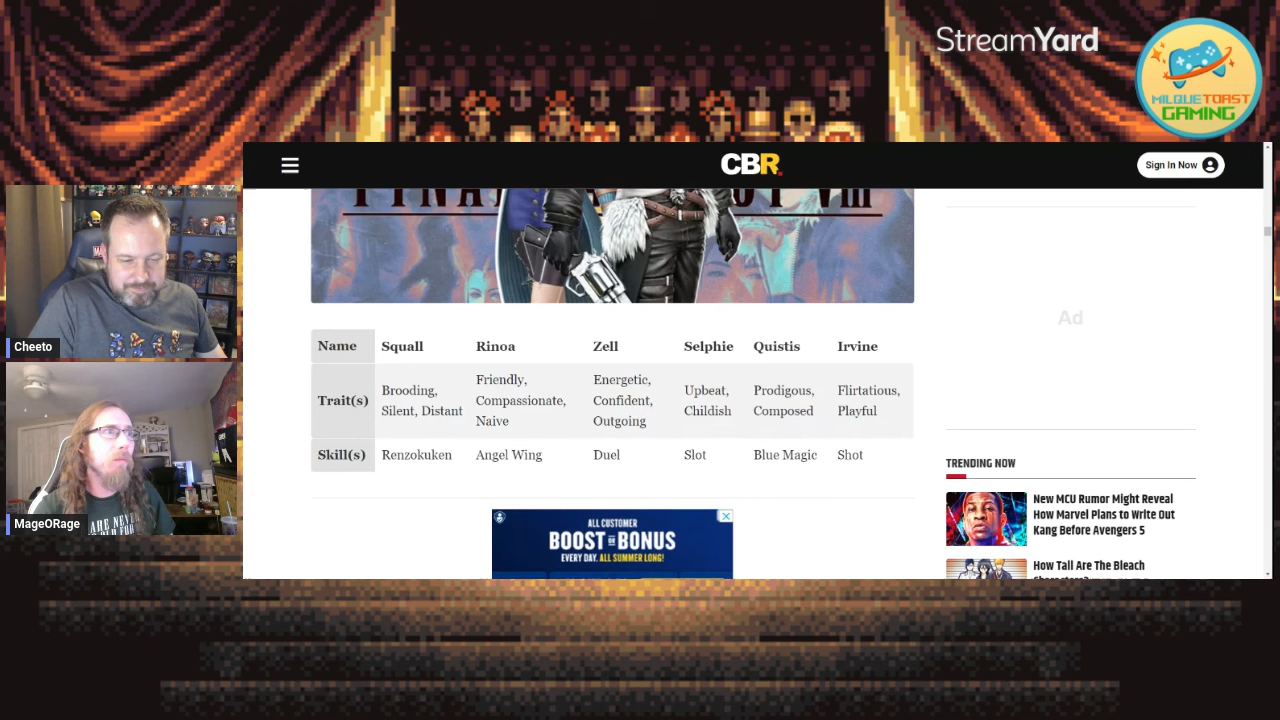 StreamYard
MILQUETOAST
GAMING
CBR
Sign In Now
Cheeto
MageORage
Ad
Name Squall Rinoa Zell Selphie Quistis Irvine
Trait(s) Brooding, Silent, Distant Friendly, Compassionate, Naive Energetic, Confident, Outgoing Upbeat, Childish Prodigous, Composed Flirtatious, Playful
Skill(s) Renzokuken Angel Wing Duel Slot Blue Magic Shot
TRENDING NOW
New MCU Rumor Might Reveal
How Marvel Plans to Write Out
Kang Before Avengers 5
How Tall Are The Bleach
ALL CUSTOMER
BOOST OR BONUS
EVERY DAY. ALL SUMMER LONG!
ARE NEVER